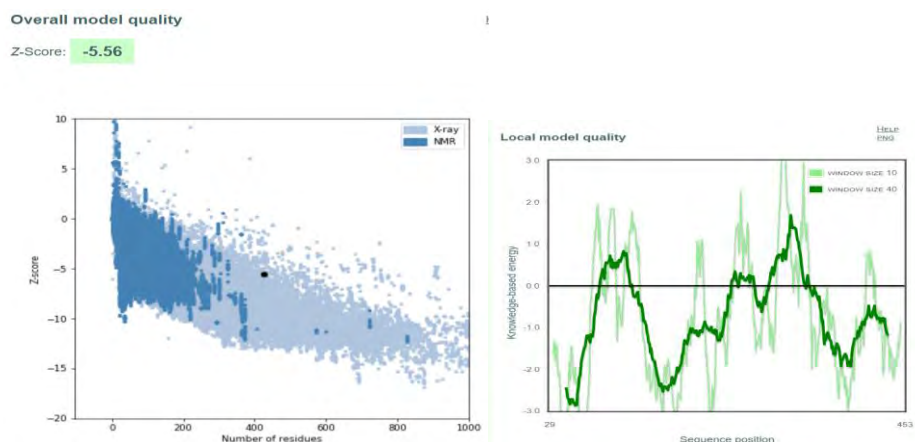 Overall model quality
Z-Score: -5.56
10
5
0
−5
−10
−15
−20
Z-score
0
200
400
600
800
1000
Number of residues
X-ray
NMR
Local model quality
HELP
PNG
3.0
2.0
1.0
0.0
-1.0
-2.0
-3.0
Knowledge-based energy
WINDOW SIZE 10
WINDOW SIZE 40
29
453
Sequence position